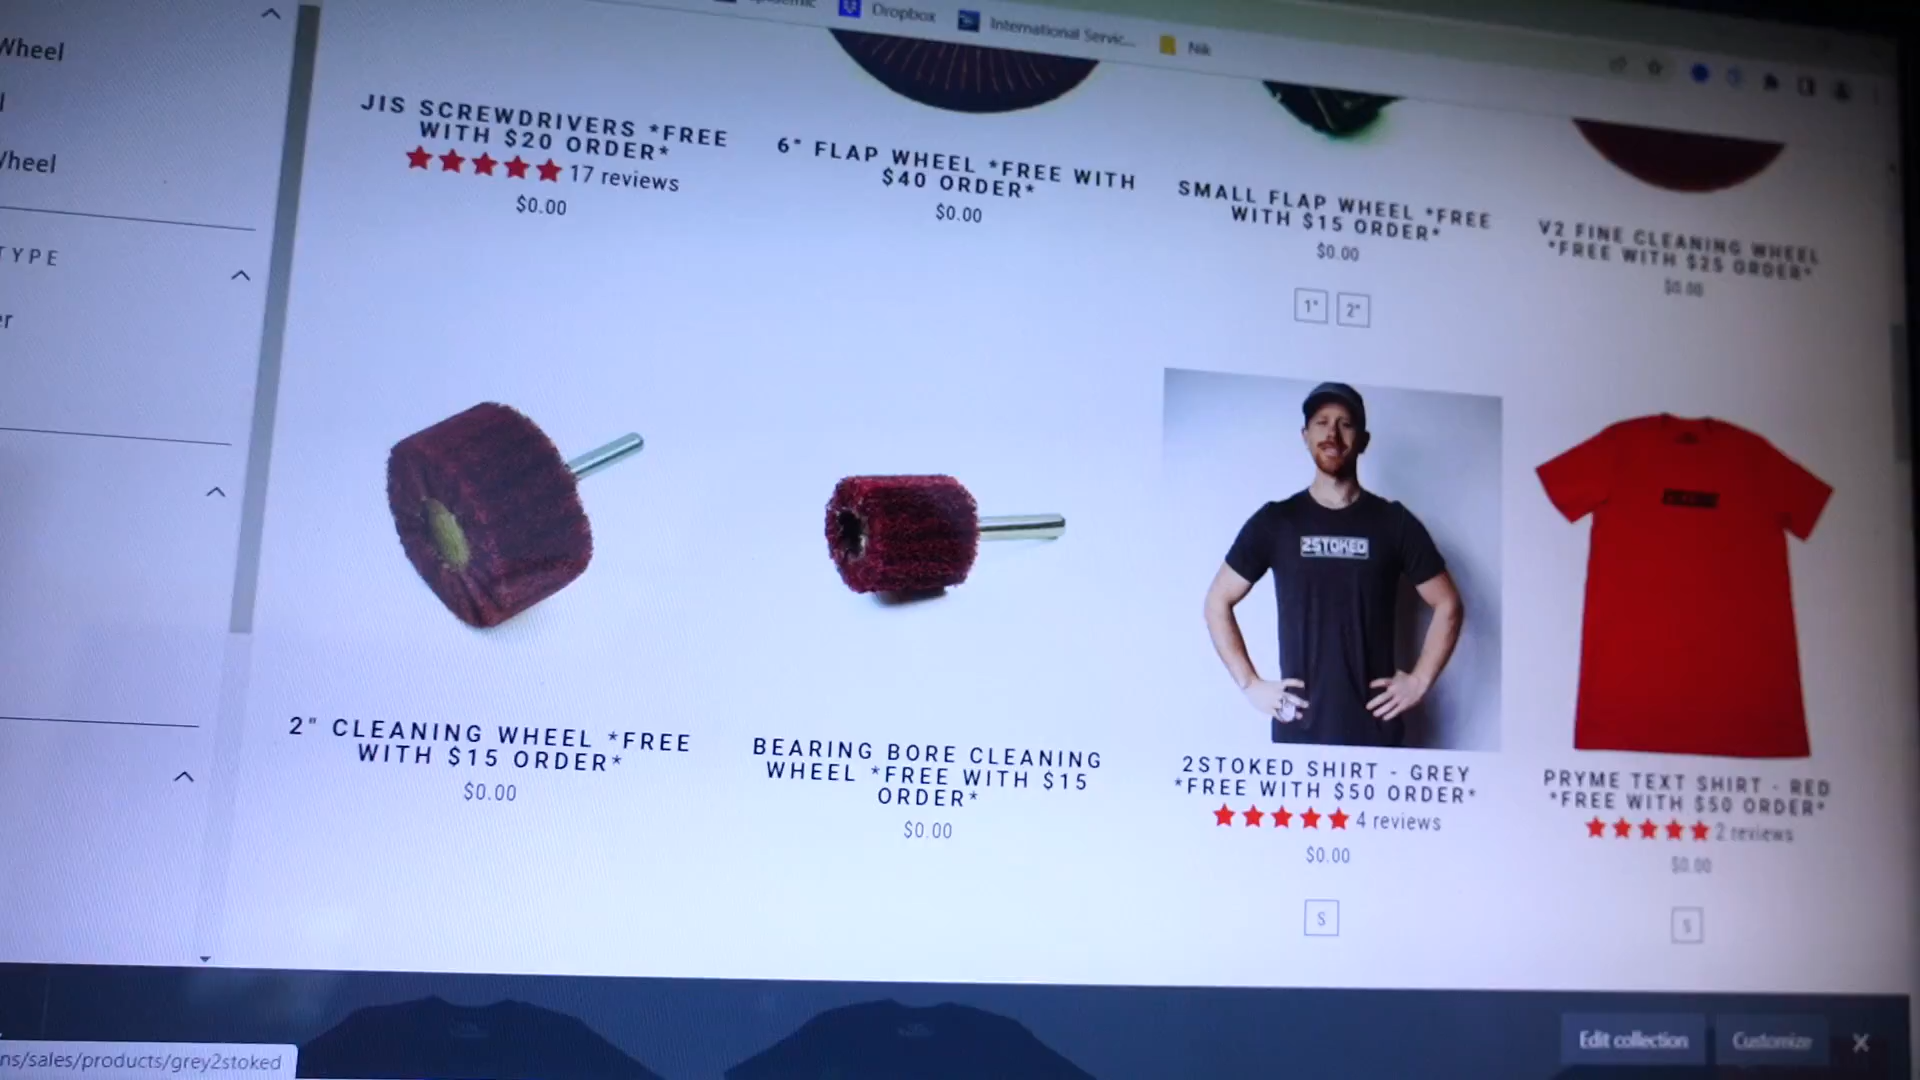 Dropbox
International Servic...
Nik
Wheel
TYPE
JIS SCREWDRIVERS *FREE
WITH $20 ORDER*
17 reviews
$0.00
6" FLAP WHEEL *FREE WITH
$40 ORDER*
$0.00
SMALL FLAP WHEEL *FREE
WITH $15 ORDER*
$0.00
1"
2"
V2 FINE CLEANING WHEEL
*FREE WITH $25 ORDER*
$0.00
2" CLEANING WHEEL *FREE
WITH $15 ORDER*
$0.00
BEARING BORE CLEANING
WHEEL *FREE WITH $15
ORDER*
$0.00
2STOKED
2STOKED SHIRT - GREY
*FREE WITH $50 ORDER*
4 reviews
$0.00
S
PRYME TEXT SHIRT - RED
*FREE WITH $50 ORDER*
2 reviews
$0.00
S
Edit collection
Customize
ns/sales/products/grey2stoked